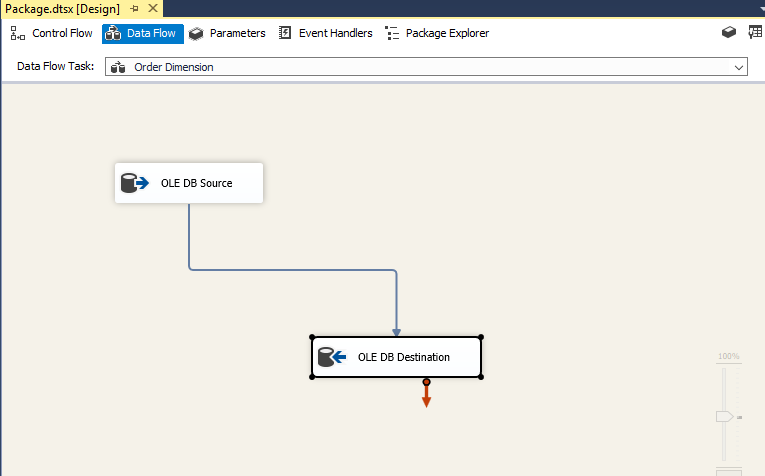 Package.dtsx [Design]
Control Flow Data Flow Parameters Event Handlers Package Explorer
Data Flow Task: Order Dimension
OLE DB Source
OLE DB Destination
100%